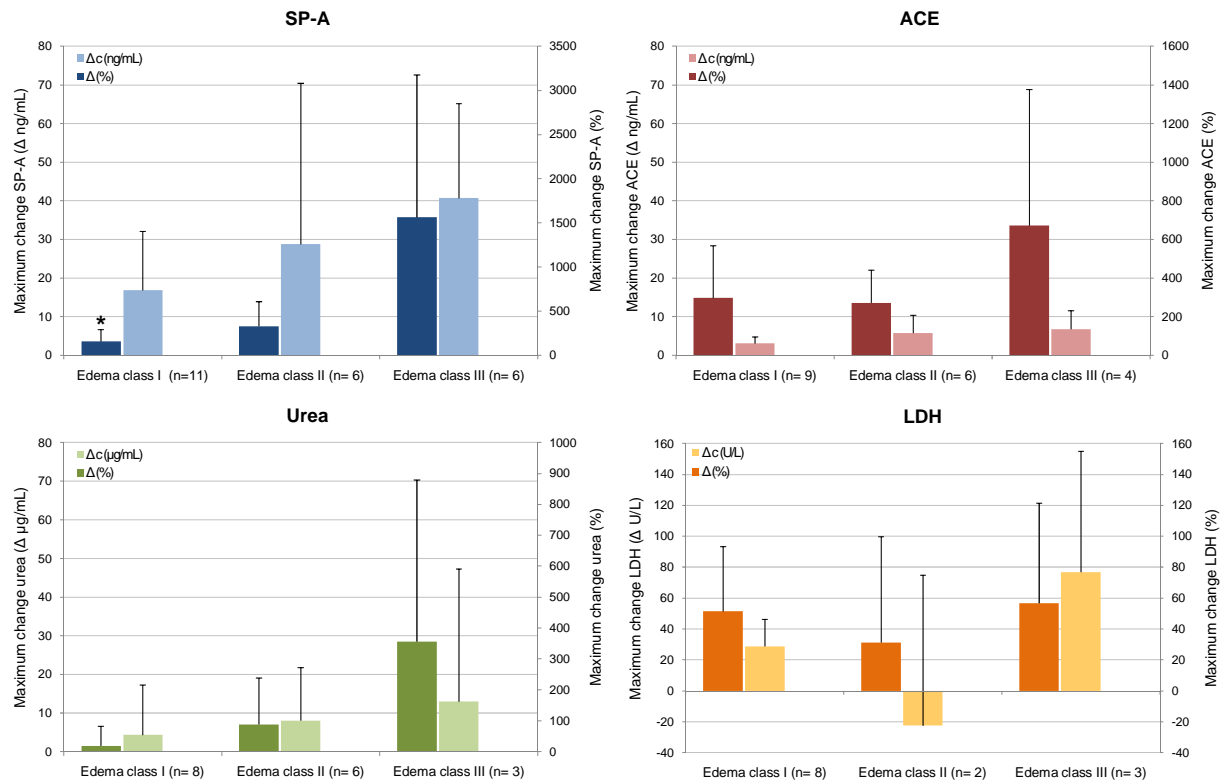 SP-A
Δc(ng/mL)
Δ(%)
Maximum change SP-A (Δ ng/mL)
80
70
60
50
40
30
20
10
0
*
3500
3000
2500
2000
1500
1000
500
0
Maximum change SP-A (%)
Edema class I (n=11)
Edema class II (n= 6)
Edema class III (n= 6)
ACE
Δc(ng/mL)
Δ(%)
Maximum change ACE (Δ ng/mL)
80
70
60
50
40
30
20
10
0
1600
1400
1200
1000
800
600
400
200
0
Maximum change ACE (%)
Edema class I (n= 9)
Edema class II (n= 6)
Edema class III (n= 4)
Urea
Δc(µg/mL)
Δ(%)
Maximum change urea (Δ µg/mL)
80
70
60
50
40
30
20
10
0
1000
900
800
700
600
500
400
300
200
100
0
Maximum change urea (%)
Edema class I (n= 8)
Edema class II (n= 6)
Edema class III (n= 3)
LDH
Δc(U/L)
Δ(%)
Maximum change LDH (Δ U/L)
160
140
120
100
80
60
40
20
0
-20
-40
160
140
120
100
80
60
40
20
0
-20
-40
Maximum change LDH (%)
Edema class I (n= 8)
Edema class II (n= 2)
Edema class III (n= 3)